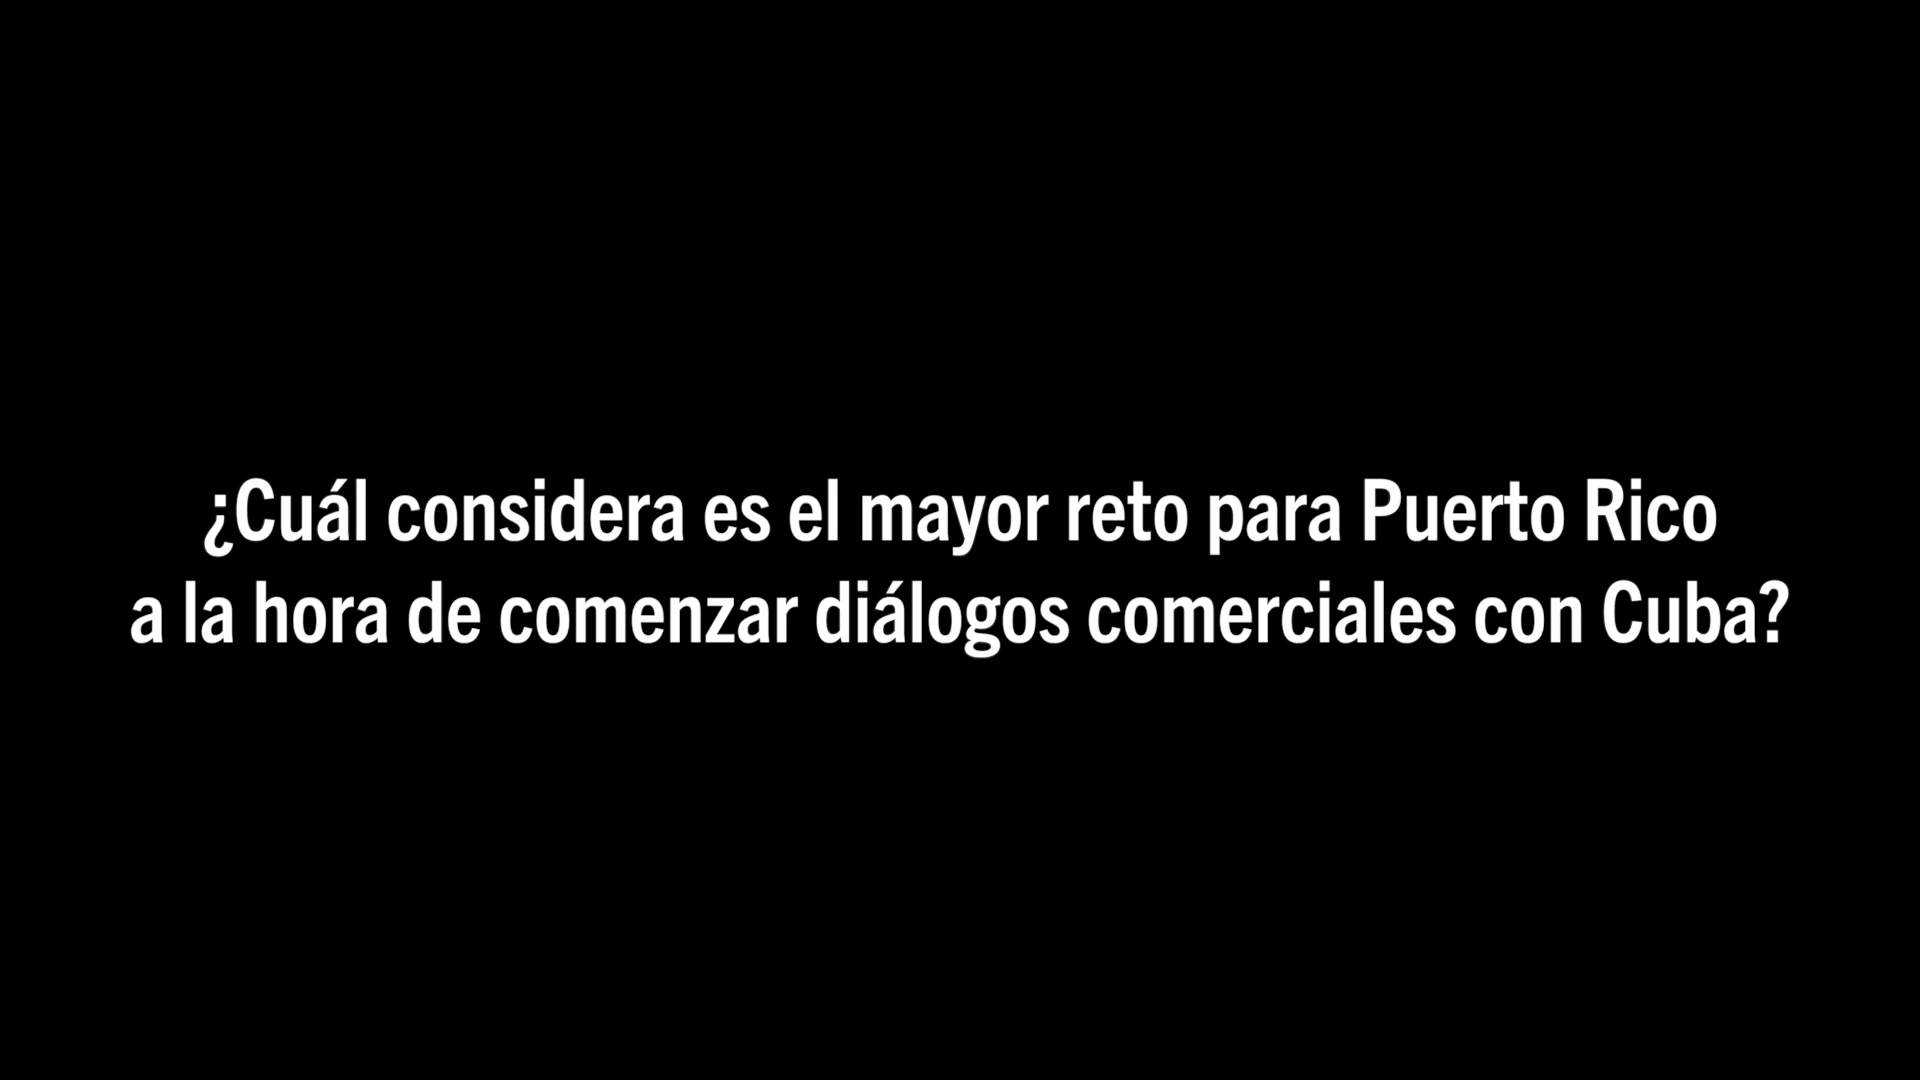 ¿Cuál considera es el mayor reto para Puerto Rico
a la hora de comenzar diálogos comerciales con Cuba?